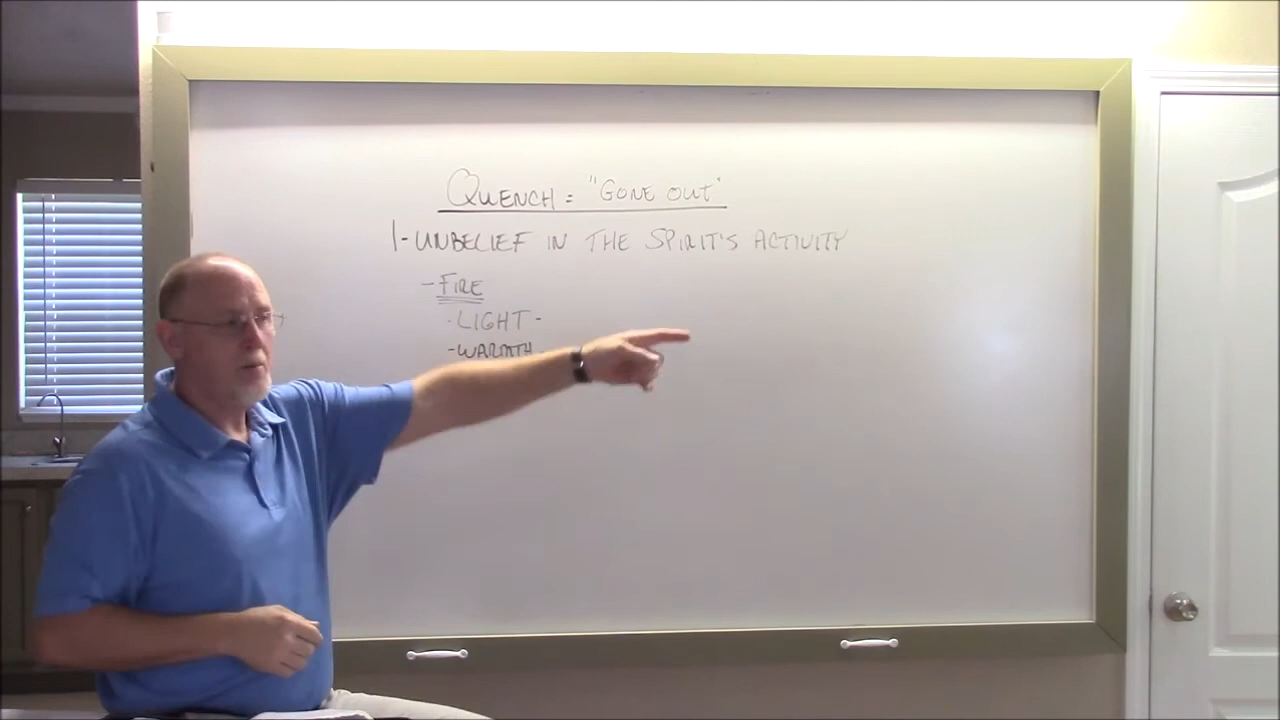 QUENCH = "GONE OUT"
1- UNBELIEF IN THE SPIRIT'S ACTIVITY
- FIRE
- LIGHT -
- WARMTH